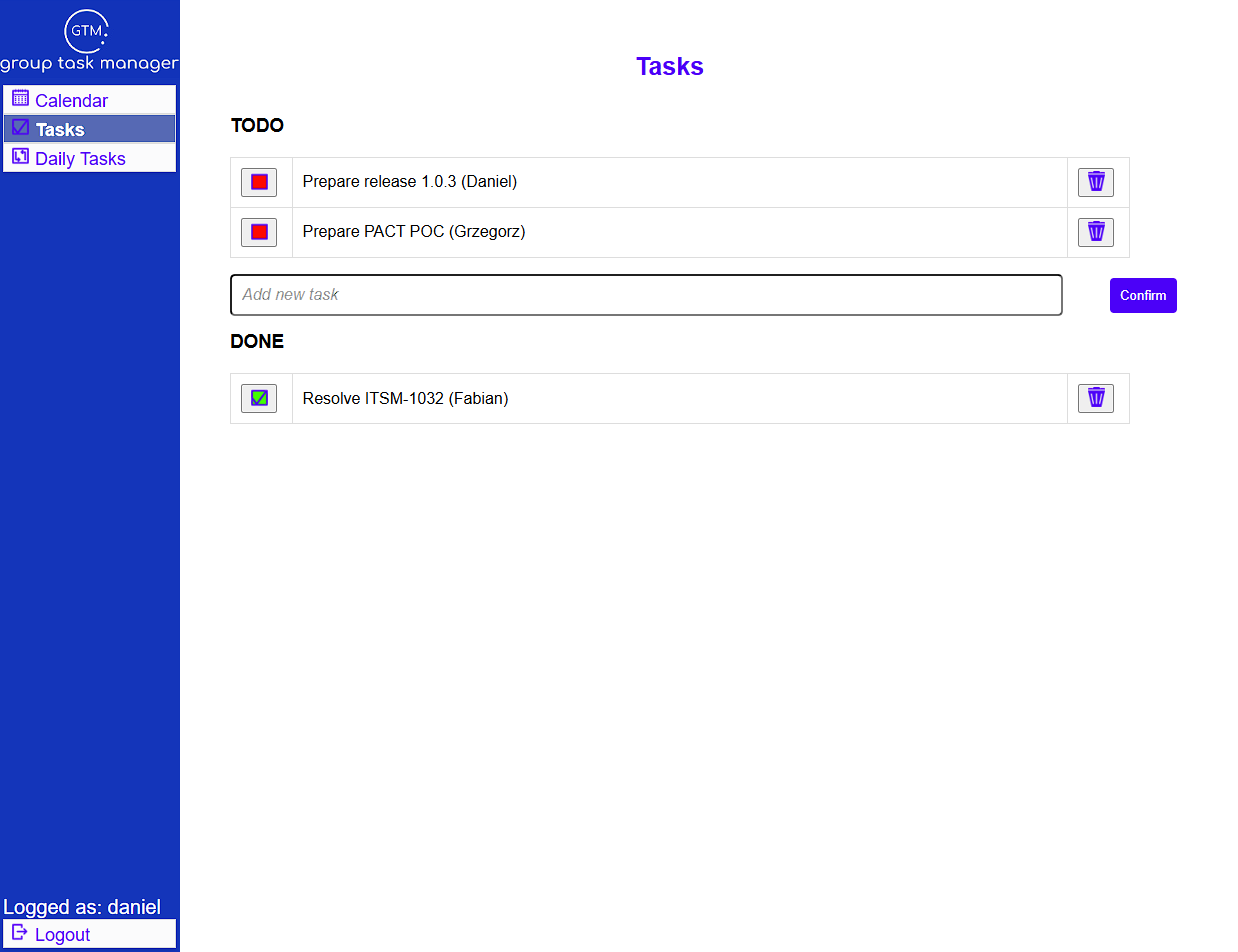 GTM.
group task manager
Calendar
Tasks
Daily Tasks
Logged as: daniel
Logout
Tasks
TODO
Prepare release 1.0.3 (Daniel)
Prepare PACT POC (Grzegorz)
Add new task
Confirm
DONE
Resolve ITSM-1032 (Fabian)